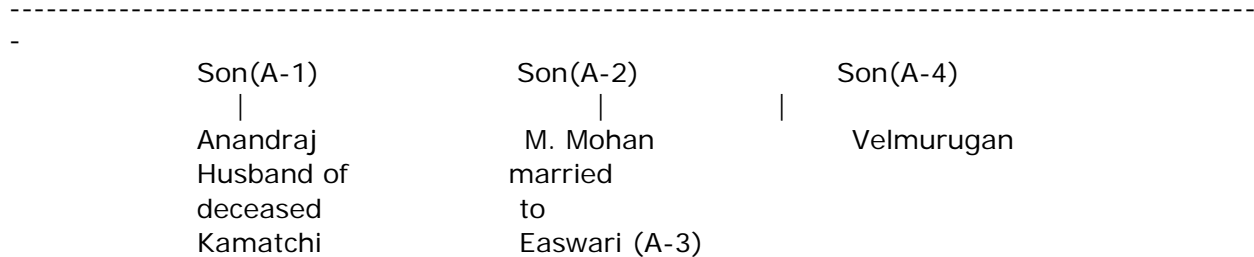 -------------------------------------------------------------------------------------------------------
-
Son(A-1) Son(A-2) Son(A-4)
| | |
Anandraj M. Mohan Velmurugan
Husband of married
deceased to
Kamatchi Easwari (A-3)